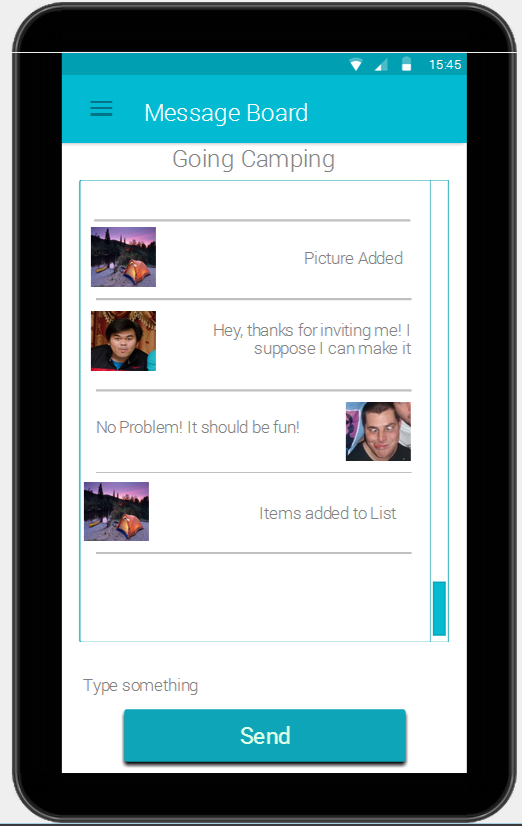 15:45
Message Board
Going Camping
Picture Added
Hey, thanks for inviting me! I
suppose I can make it
No Problem! It should be fun!
Items added to List
Type something
Send